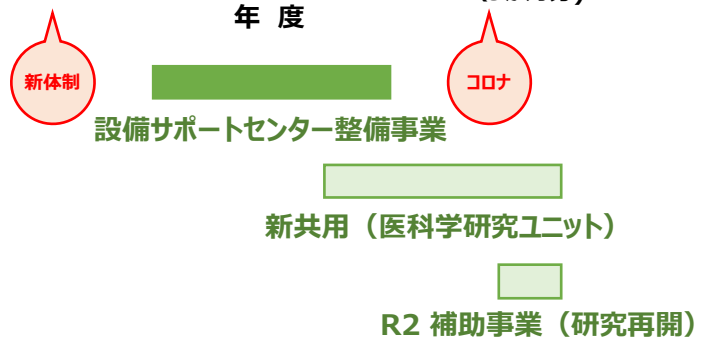 年 度
新体制
コロナ
設備サポートセンター整備事業
新共用（医科学研究ユニット）
R2 補助事業（研究再開）